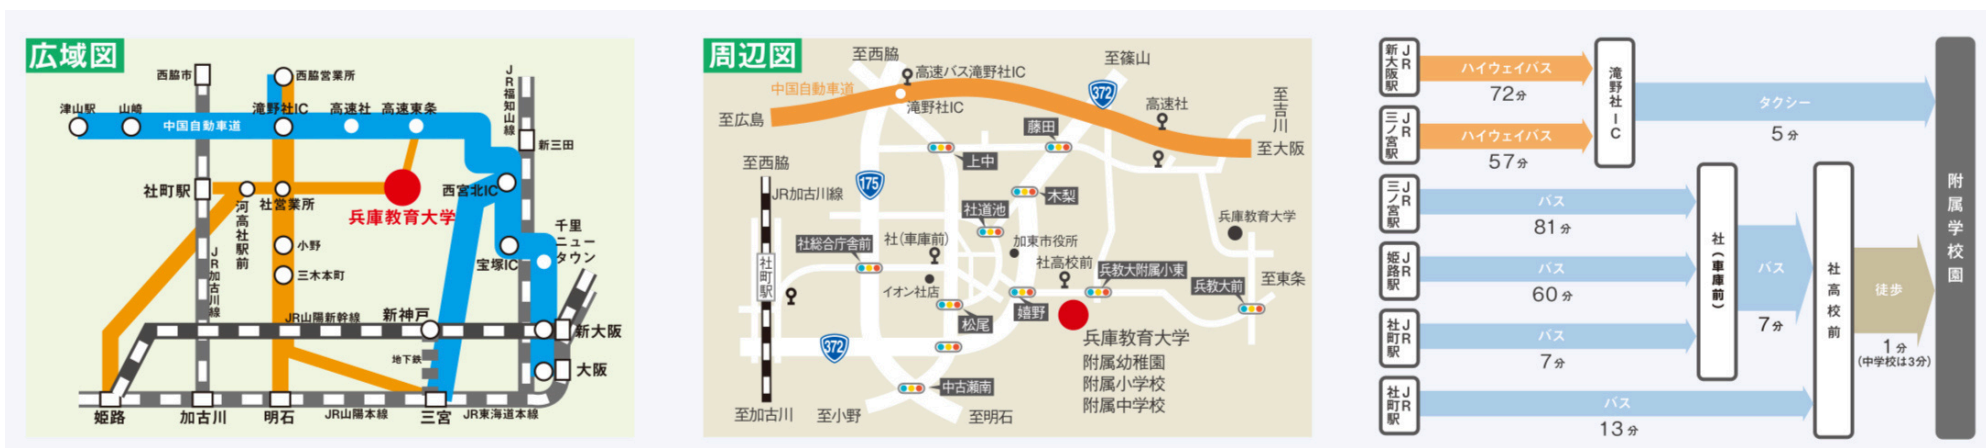 広域図
西脇市
西脇営業所
JR福知山線
津山駅
山崎
滝野社IC
高速社
高速東条
中国自動車道
新三田
社町駅
河高社駅前
社営業所
兵庫教育大学
西宮北IC
JR加古川線
小野
三木本町
宝塚IC
千里
ニュー
タウン
JR山陽新幹線
新神戸
新大阪
地下鉄
大阪
姫路
加古川
明石
JR山陽本線
三宮
JR東海道本線
周辺図
至西脇
至篠山
高速バス滝野社IC
中国自動車道
滝野社IC
372
高速社
至吉川
至広島
藤田
至大阪
至西脇
上中
175
JR加古川線
木梨
社道池
兵庫教育大学
社総合庁舎前
社(車庫前)
加東市役所
社町駅
社高校前
兵教大附属小東
至東条
イオン社店
兵教大前
嬉野
松尾
372
兵庫教育大学
附属幼稚園
附属小学校
附属中学校
中古瀬南
至加古川
至小野
至明石
JR新大阪駅
ハイウェイバス
72分
滝野社IC
タクシー
5分
JR三ノ宮駅
ハイウェイバス
57分
JR三ノ宮駅
バス
81分
JR姫路駅
バス
60分
JR社町駅
バス
7分
社(車庫前)
バス
7分
社高校前
徒歩
1分
(中学校は3分)
JR社町駅
バス
13分
附属学校園